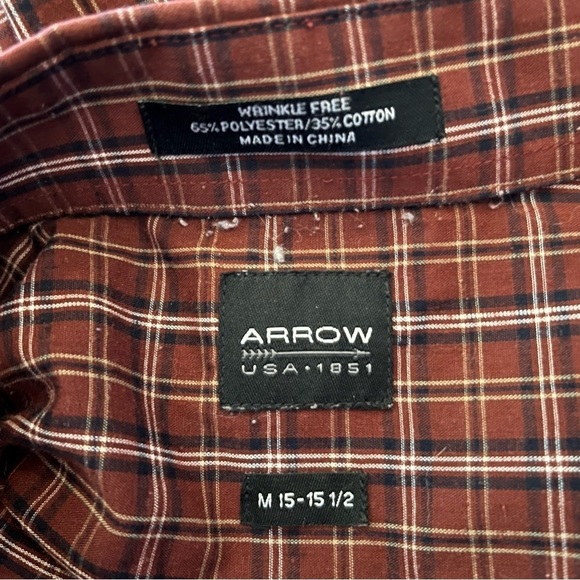 WRINKLE FREE
65% POLYESTER/35% COTTON
MADE IN CHINA
ARROW
USA • 1851
M 15-15 1/2